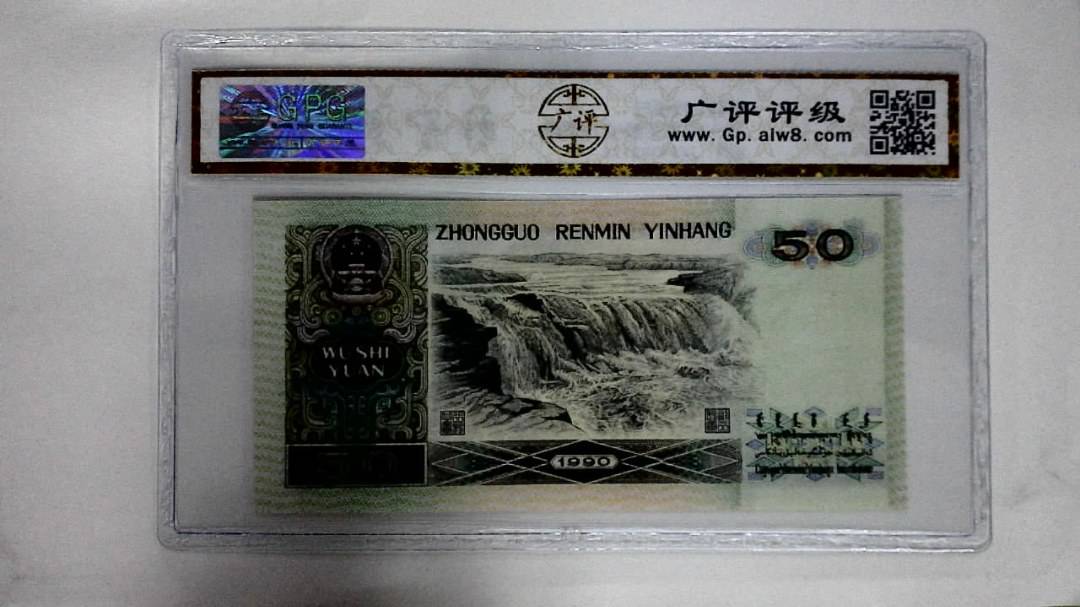 GPG
广评
广评评级
www.Gp.alw8.com
ZHONGGUO RENMIN YINHANG
50
WU SHI
YUAN
1990